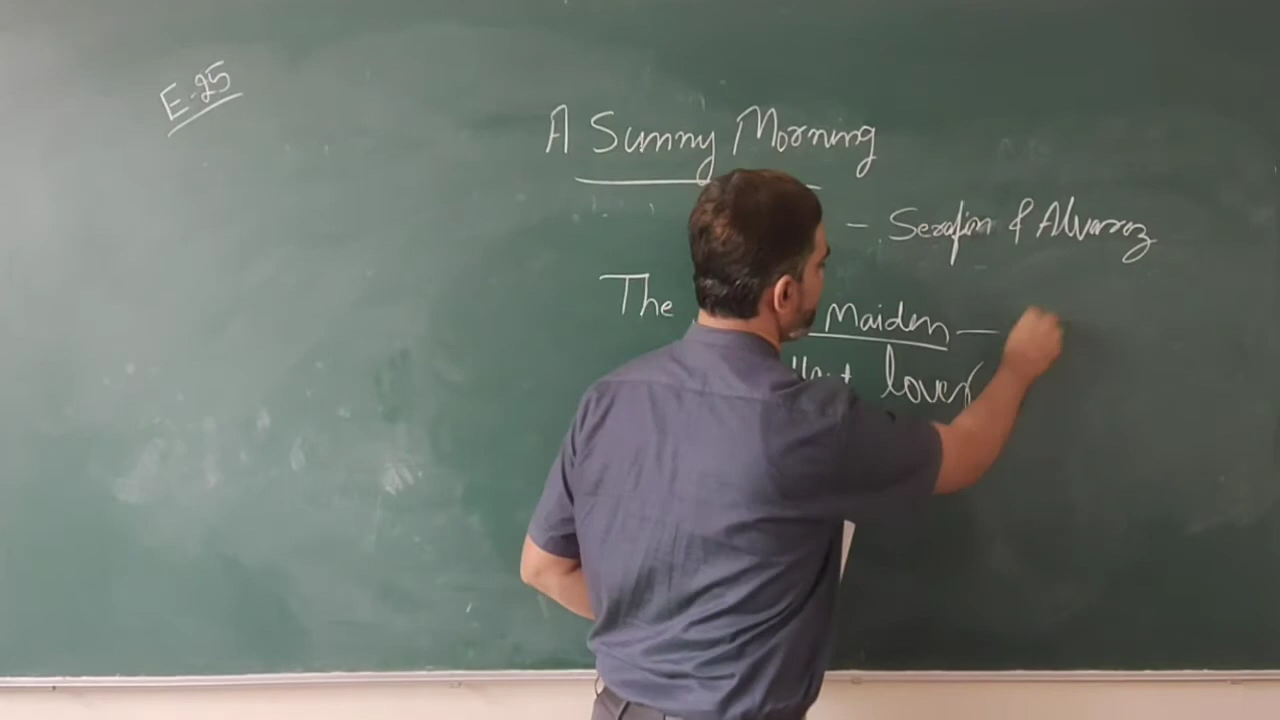 E-25
A Sunny Morning
- Serafin & Alvarez
The Maiden -
lover